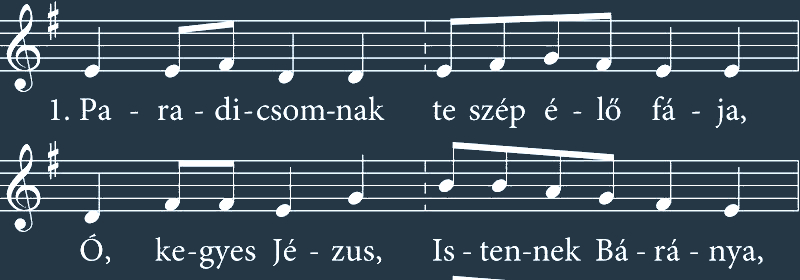 1. Pa - ra - di - csom - nak te szép é - lő fá - ja,
Ó, ke - gyes Jé - zus, Is - ten - nek Bá - rá - nya,